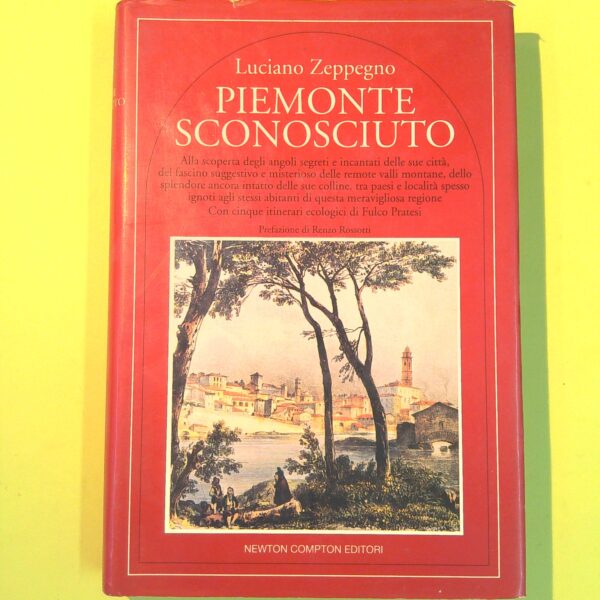 Luciano Zeppegno
PIEMONTE
SCONOSCIUTO
Alla scoperta degli angoli segreti e incantati delle sue città,
del fascino suggestivo e misterioso delle remote valli montane, dello
splendore ancora intatto delle sue colline, tra paesi e località spesso
ignoti agli stessi abitanti di questa meravigliosa regione
Con cinque itinerari ecologici di Fulco Pratesi
Prefazione di Renzo Rossotti
NEWTON COMPTON EDITORI